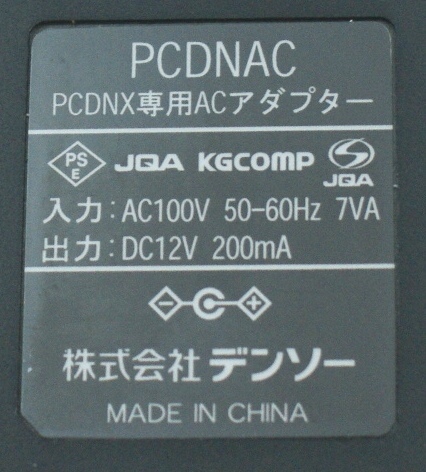 PCDNAC
PCDNX専用ACアダプター
PS E JQA KGCOMP JQA
入力:AC100V 50-60Hz 7VA
出力:DC12V 200mA
株式会社 デンソー
MADE IN CHINA